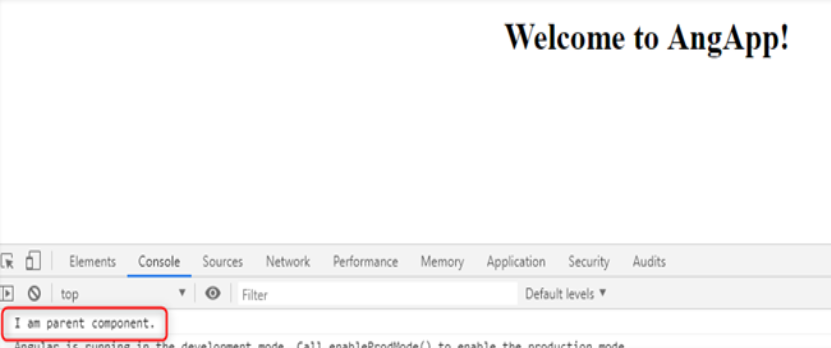 Welcome to AngApp!
Elements Console Sources Network Performance Memory Application Security Audits
top Filter Default levels
I am parent component.
Angular is running in the development mode. Call enableProdMode() to enable the production mode.